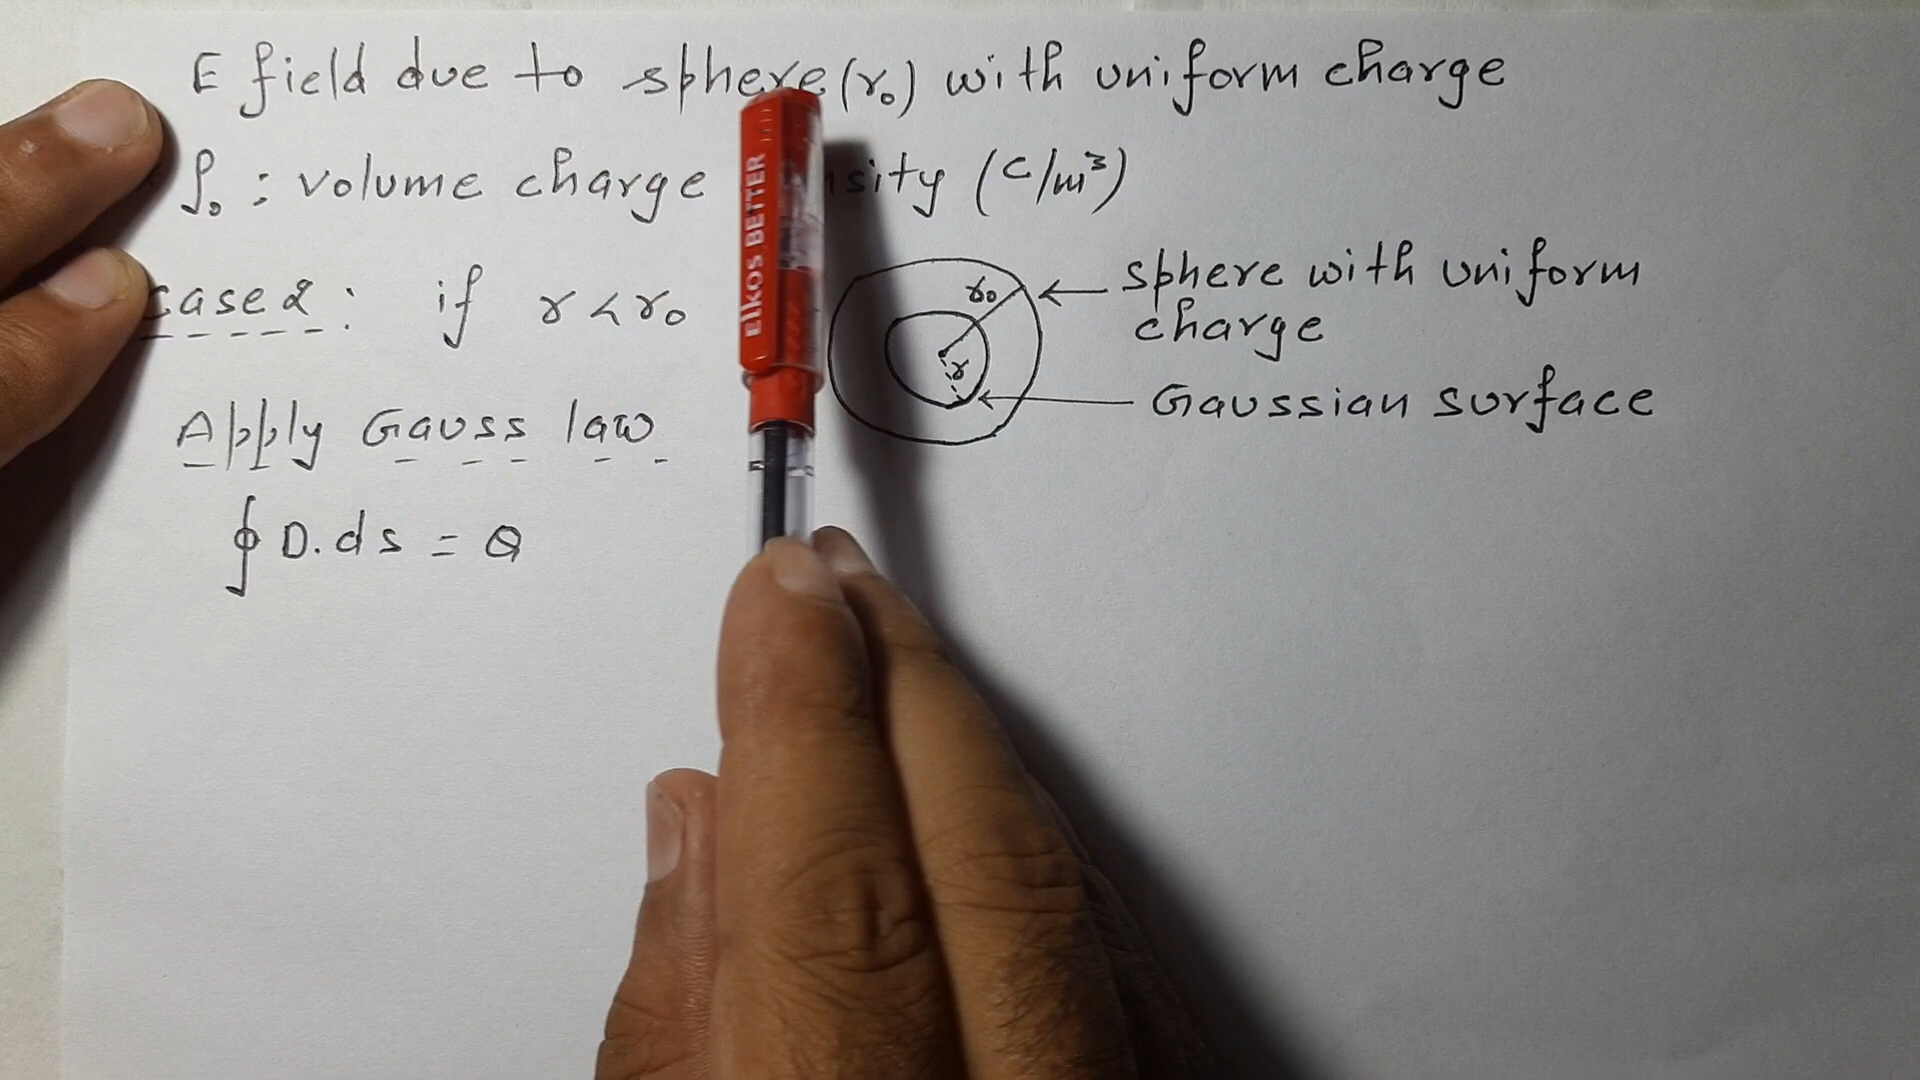 E field due to sphere (r₀) with uniform charge
ρ₀ : volume charge sity (C/m³)
case 2 : if r < r₀
r₀
r
sphere with uniform
charge
Gaussian surface
Apply Gauss law
∮ D.ds = Q
Elkos BETTER